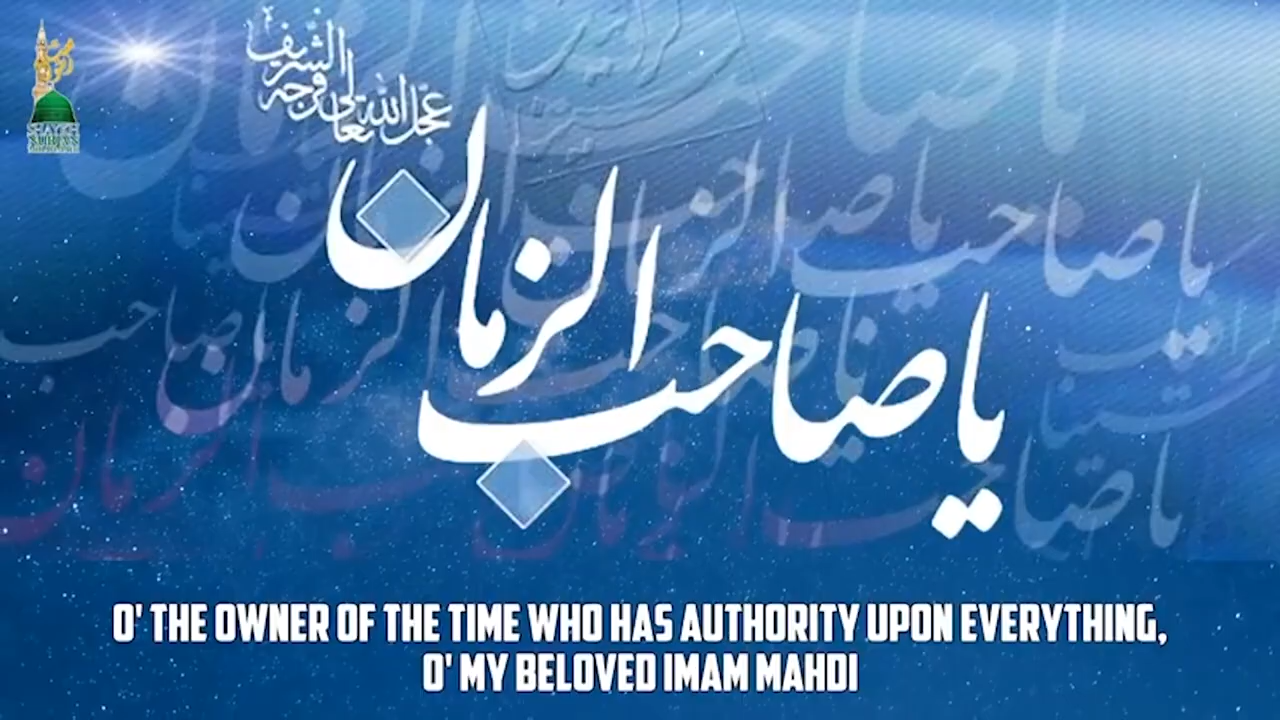 عجل الله تعالى فرجه الشريف
يا صاحب الزمان
O' THE OWNER OF THE TIME WHO HAS AUTHORITY UPON EVERYTHING,
O' MY BELOVED IMAM MAHDI